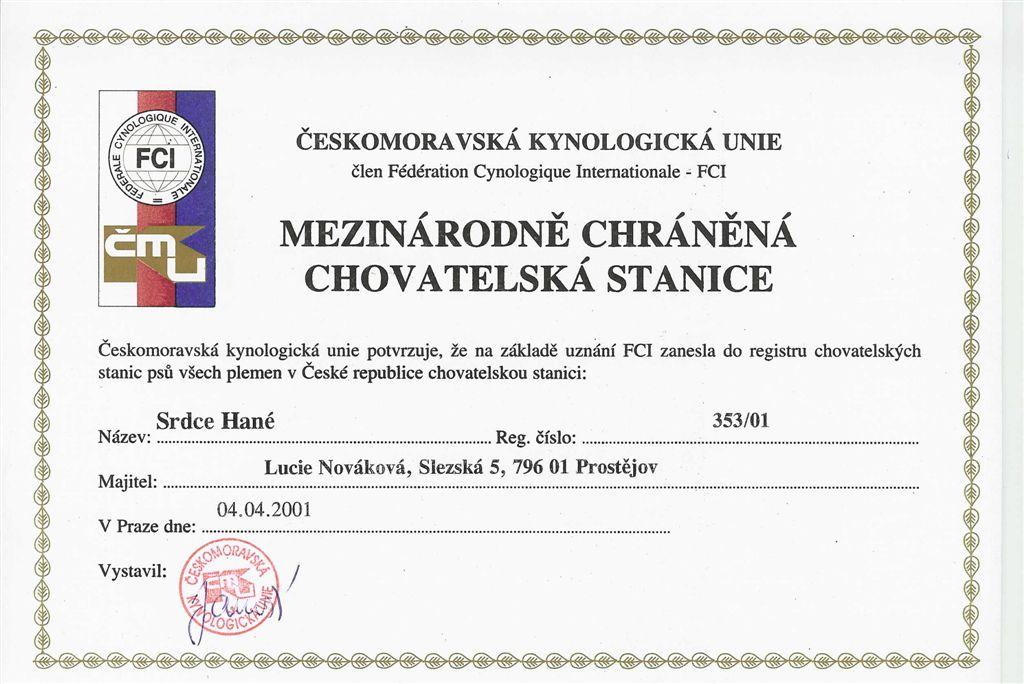 FEDERALE CYNOLOGIQUE INTERNATIONALE
FCI
čmu
ČESKOMORAVSKÁ KYNOLOGICKÁ UNIE
člen Fédération Cynologique Internationale - FCI
MEZINÁRODNĚ CHRÁNĚNÁ
CHOVATELSKÁ STANICE
Českomoravská kynologická unie potvrzuje, že na základě uznání FCI zanesla do registru chovatelských
stanic psů všech plemen v České republice chovatelskou stanici:
Název: Srdce Hané Reg. číslo: 353/01
Majitel: Lucie Nováková, Slezská 5, 796 01 Prostějov
V Praze dne: 04.04.2001
Vystavil:
ČESKOMORAVSKÁ
KYNOLOGICKÁ UNIE